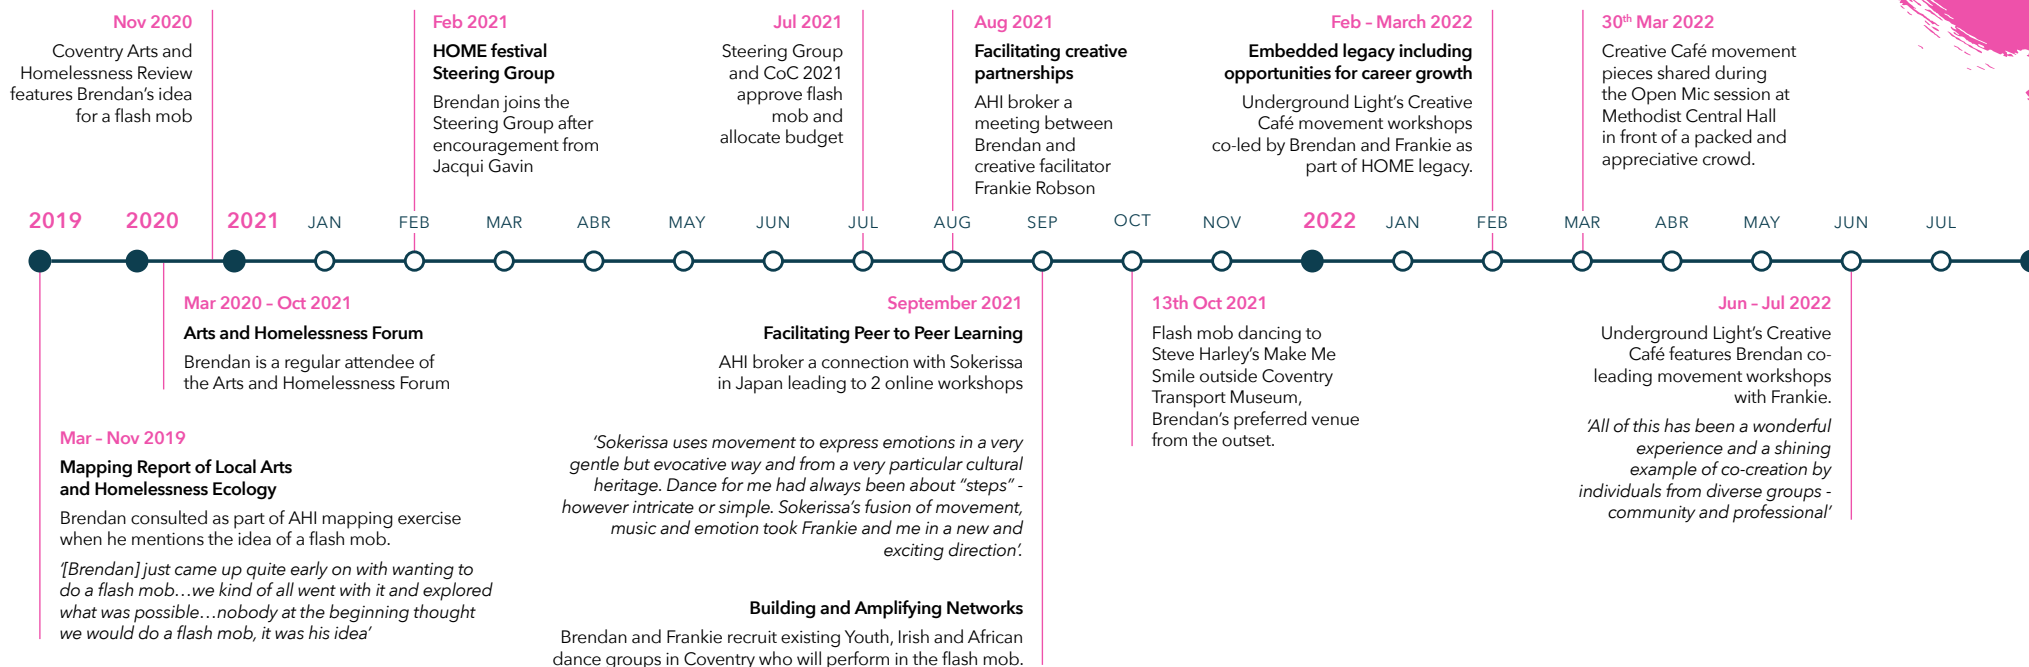 Nov 2020
Coventry Arts and
Homelessness Review
features Brendan’s idea
for a flash mob
Feb 2021
HOME festival
Steering Group
Brendan joins the
Steering Group after
encouragement from
Jacqui Gavin
Jul 2021
Steering Group
and CoC 2021
approve flash
mob and
allocate budget
Aug 2021
Facilitating creative
partnerships
AHI broker a
meeting between
Brendan and
creative facilitator
Frankie Robson
Feb – March 2022
Embedded legacy including
opportunities for career growth
Underground Light’s Creative
Café movement workshops
co-led by Brendan and Frankie as
part of HOME legacy.
30th Mar 2022
Creative Café movement
pieces shared during
the Open Mic session at
Methodist Central Hall
in front of a packed and
appreciative crowd.
2019 2020 2021 JAN FEB MAR ABR MAY JUN JUL AUG SEP OCT NOV 2022 JAN FEB MAR ABR MAY JUN JUL
Mar 2020 – Oct 2021
Arts and Homelessness Forum
Brendan is a regular attendee of
the Arts and Homelessness Forum
Mar – Nov 2019
Mapping Report of Local Arts
and Homelessness Ecology
Brendan consulted as part of AHI mapping exercise
when he mentions the idea of a flash mob.
‘[Brendan] just came up quite early on with wanting to
do a flash mob…we kind of all went with it and explored
what was possible…nobody at the beginning thought
we would do a flash mob, it was his idea’
September 2021
Facilitating Peer to Peer Learning
AHI broker a connection with Sokerissa
in Japan leading to 2 online workshops
‘Sokerissa uses movement to express emotions in a very
gentle but evocative way and from a very particular cultural
heritage. Dance for me had always been about “steps” -
however intricate or simple. Sokerissa’s fusion of movement,
music and emotion took Frankie and me in a new and
exciting direction’.
Building and Amplifying Networks
Brendan and Frankie recruit existing Youth, Irish and African
dance groups in Coventry who will perform in the flash mob.
13th Oct 2021
Flash mob dancing to
Steve Harley’s Make Me
Smile outside Coventry
Transport Museum,
Brendan’s preferred venue
from the outset.
Jun – Jul 2022
Underground Light’s Creative
Café features Brendan co-
leading movement workshops
with Frankie.
‘All of this has been a wonderful
experience and a shining
example of co-creation by
individuals from diverse groups -
community and professional’